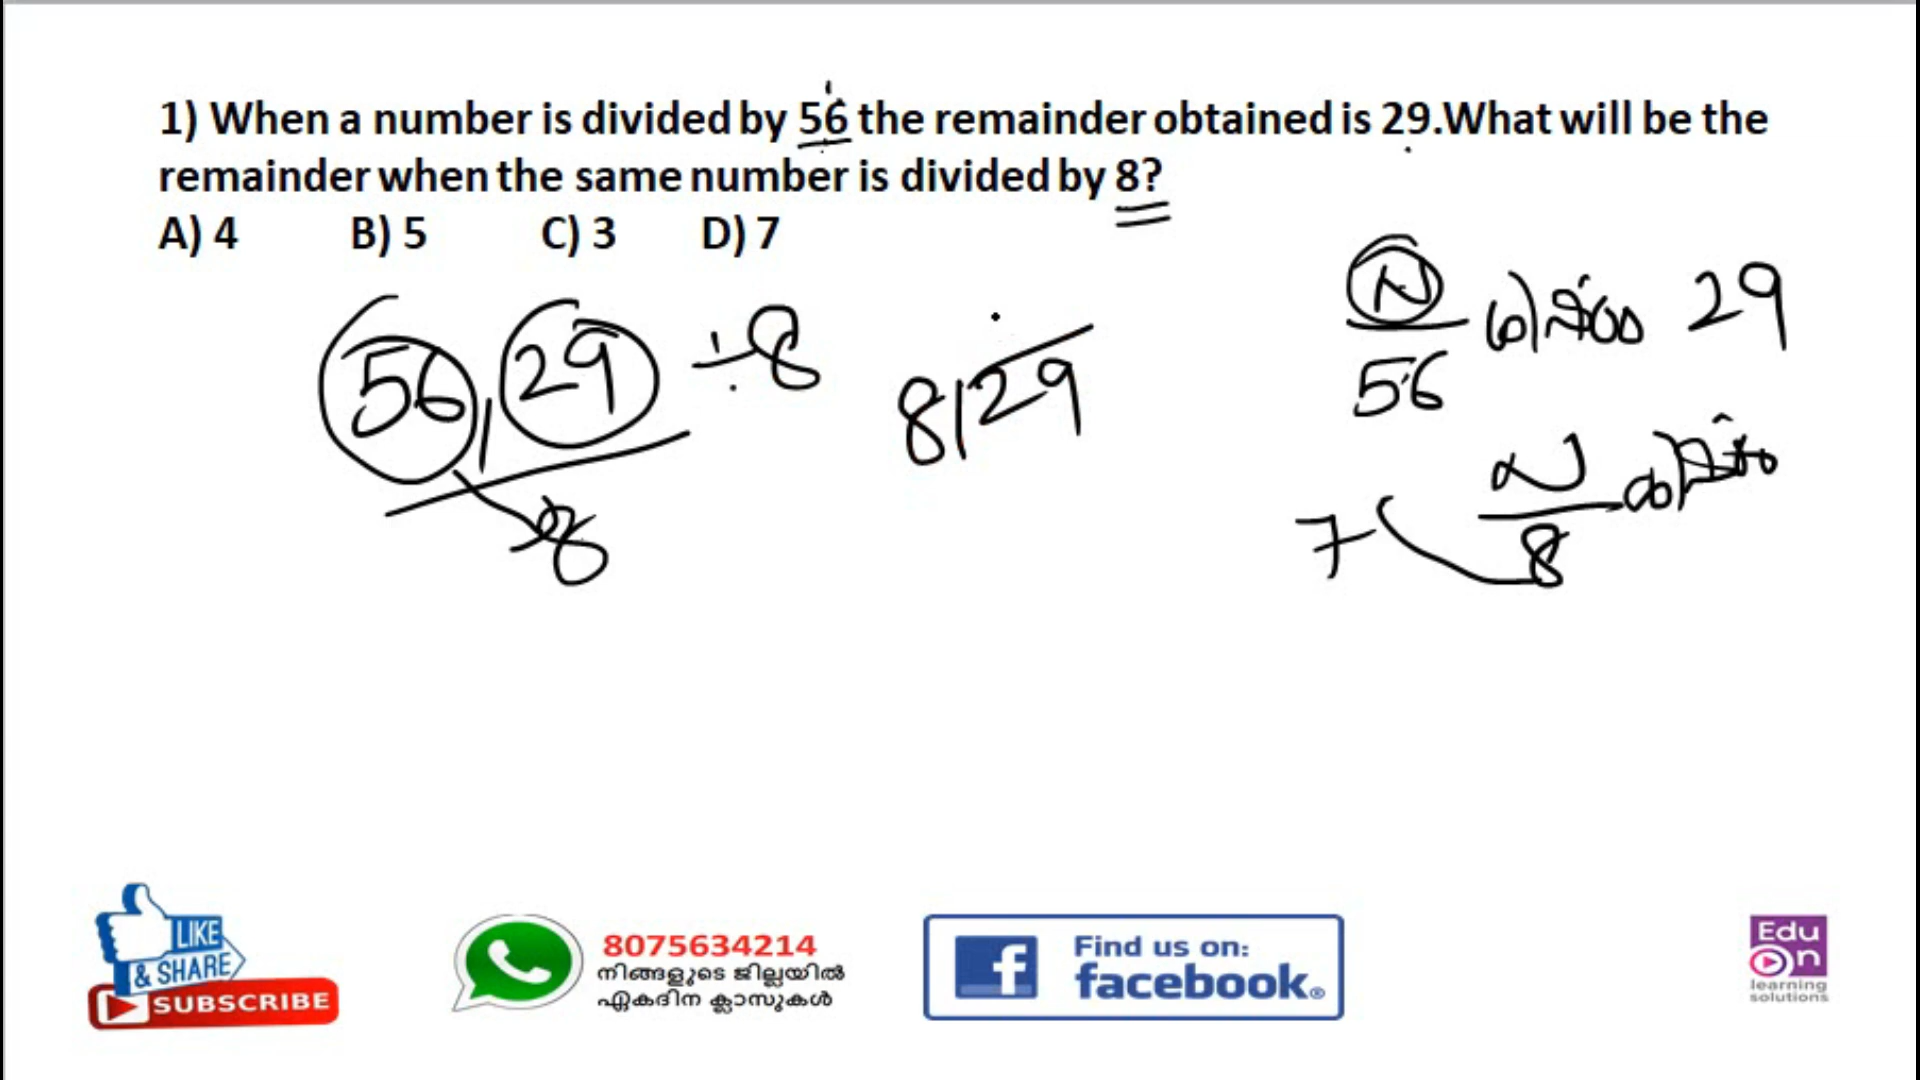 1) When a number is divided by 56 the remainder obtained is 29.What will be the
remainder when the same number is divided by 8?
A) 4 B) 5 C) 3 D) 7
56, 29 ÷ 8
8
8 29
N
56
29
N
8
7
LIKE
& SHARE
SUBSCRIBE
8075634214
നിങ്ങളുടെ ജില്ലയിൽ
ഏകദിന ക്ലാസുകൾ
Find us on:
facebook®
Edu
On
learning
solutions